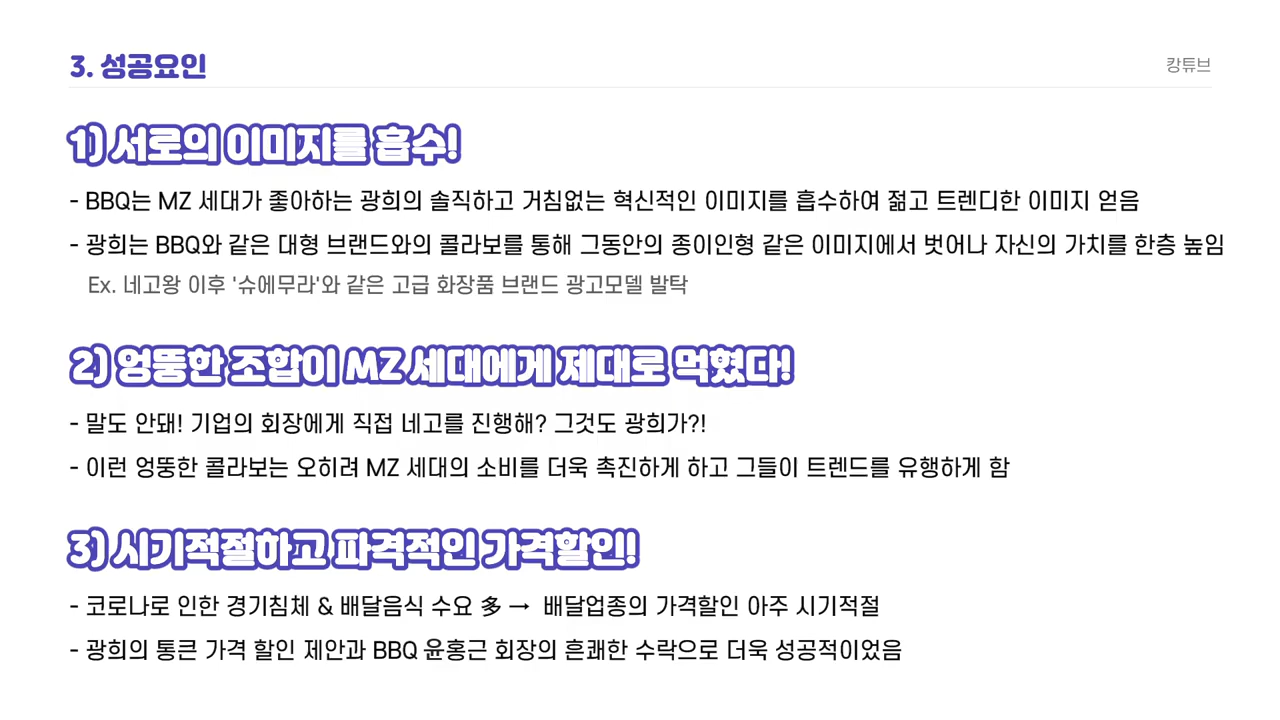 3. 성공요인
캉튜브
1) 서로의 이미지를 흡수!
- BBQ는 MZ 세대가 좋아하는 광희의 솔직하고 거침없는 혁신적인 이미지를 흡수하여 젊고 트렌디한 이미지 얻음
- 광희는 BBQ와 같은 대형 브랜드와의 콜라보를 통해 그동안의 종이인형 같은 이미지에서 벗어나 자신의 가치를 한층 높임
Ex. 네고왕 이후 '슈에무라'와 같은 고급 화장품 브랜드 광고모델 발탁
2) 엉뚱한 조합이 MZ 세대에게 제대로 먹혔다!
- 말도 안돼! 기업의 회장에게 직접 네고를 진행해? 그것도 광희가?!
- 이런 엉뚱한 콜라보는 오히려 MZ 세대의 소비를 더욱 촉진하게 하고 그들이 트렌드를 유행하게 함
3) 시기적절하고 파격적인 가격할인!
- 코로나로 인한 경기침체 & 배달음식 수요 多 → 배달업종의 가격할인 아주 시기적절
- 광희의 통큰 가격 할인 제안과 BBQ 윤홍근 회장의 흔쾌한 수락으로 더욱 성공적이었음